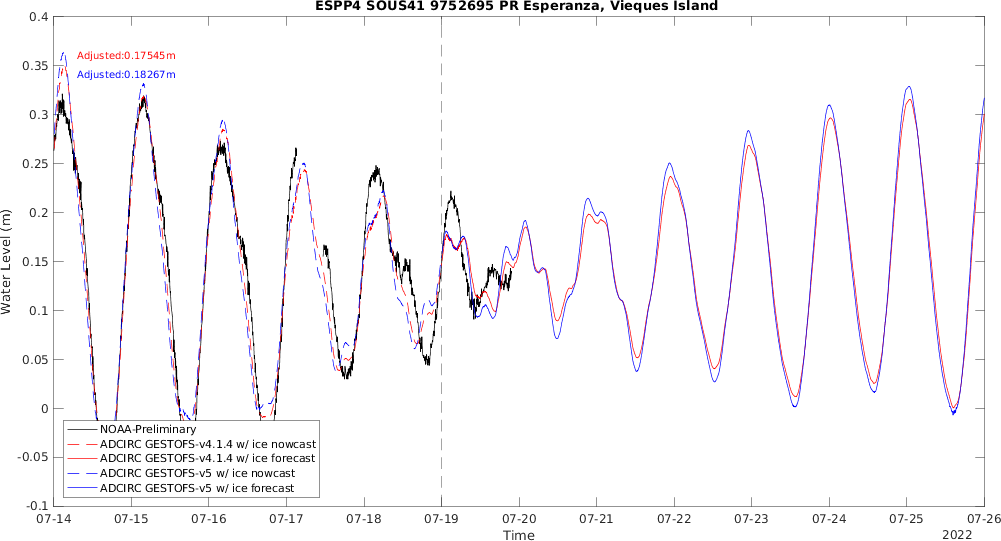 ESPP4 SOUS41 9752695 PR Esperanza, Vieques Island
Adjusted:0.17545m
Adjusted:0.18267m
0.4
0.35
0.3
0.25
0.2
0.15
0.1
0.05
0
-0.05
-0.1
Water Level (m)
NOAA-Preliminary
ADCIRC GESTOFS-v4.1.4 w/ ice nowcast
ADCIRC GESTOFS-v4.1.4 w/ ice forecast
ADCIRC GESTOFS-v5 w/ ice nowcast
ADCIRC GESTOFS-v5 w/ ice forecast
07-14 07-15 07-16 07-17 07-18 07-19 07-20 07-21 07-22 07-23 07-24 07-25 07-26
Time
2022